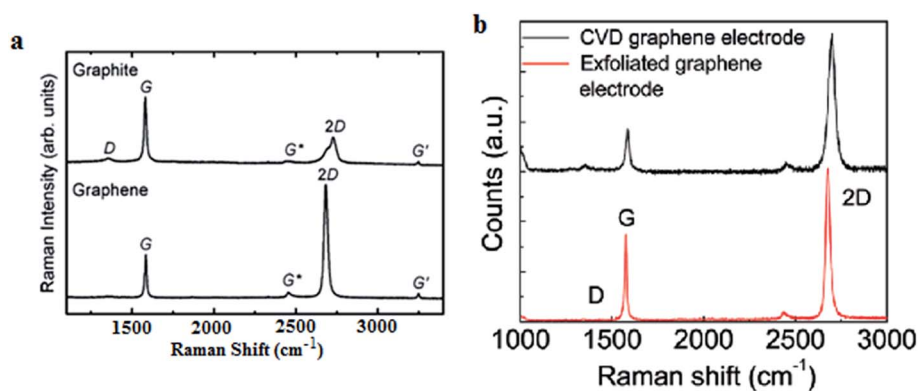 a
Raman Intensity (arb. units)
Graphite
G
D
G*
2D
G'
Graphene
G
G*
2D
G'
1500 2000 2500 3000
Raman Shift (cm-1)
b
CVD graphene electrode
Exfoliated graphene
electrode
Counts (a.u.)
D
G
2D
1000 1500 2000 2500 3000
Raman shift (cm-1)